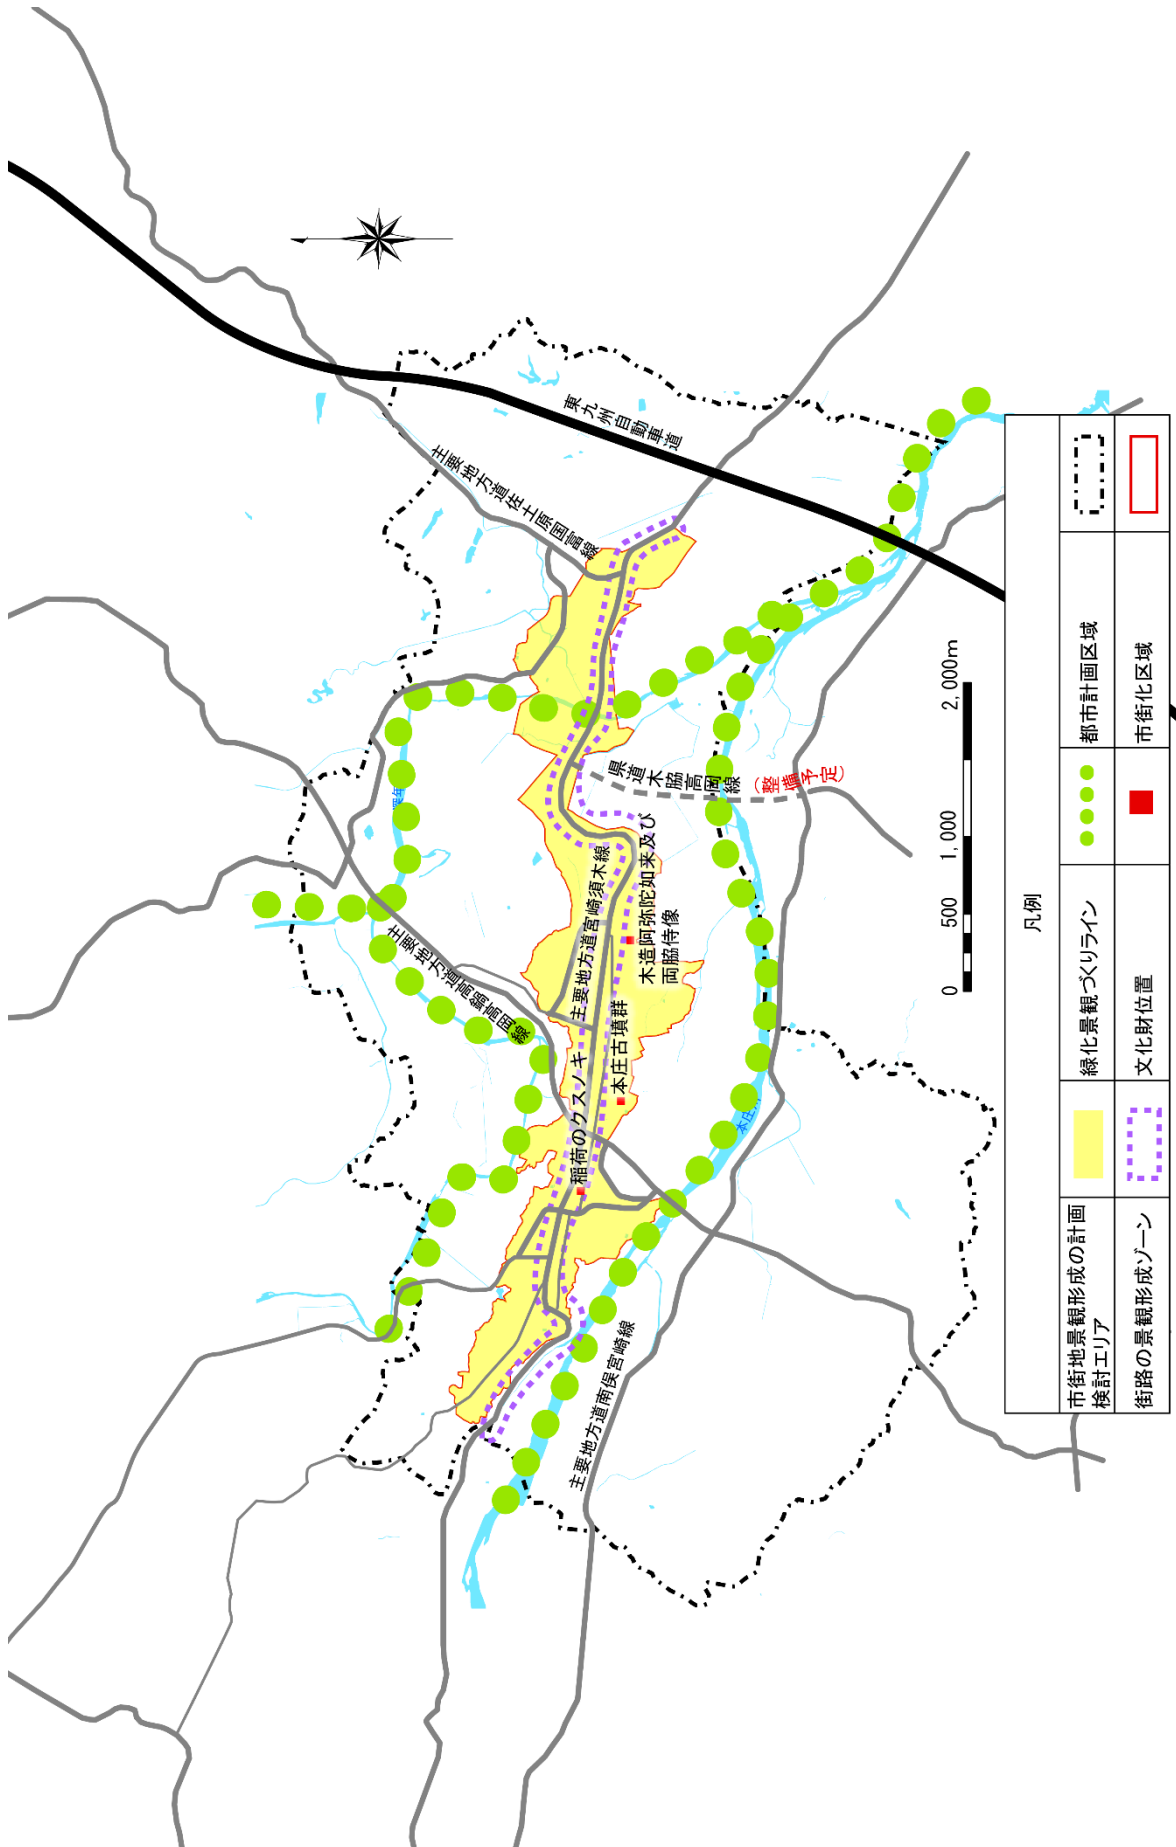 東九州自動車道
主要地方道佐土原国富線
県道木脇高岡線
(整備予定)
主要地方道高鍋高岡線
主要地方道宮崎須木線
木造阿弥陀如来及び
両脇侍像
本庄古墳群
稲荷のクスノキ
主要地方道南俣宮崎線
0 500 1,000 2,000m
凡例
市街地景観形成の計画
検討エリア
緑化景観づくりライン
都市計画区域
街路の景観形成ゾーン
文化財位置
市街化区域